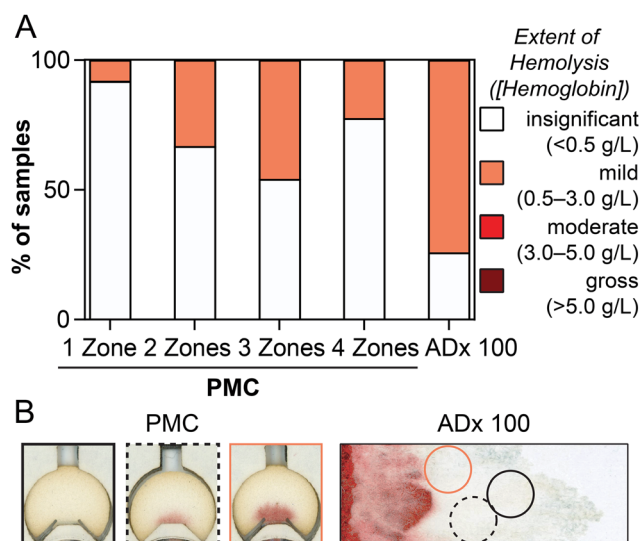 A
Extent of
Hemolysis
([Hemoglobin])
100
50
0
% of samples
insignificant
(<0.5 g/L)
mild
(0.5–3.0 g/L)
moderate
(3.0–5.0 g/L)
gross
(>5.0 g/L)
1 Zone 2 Zones 3 Zones 4 Zones ADx 100
PMC
B
PMC
ADx 100